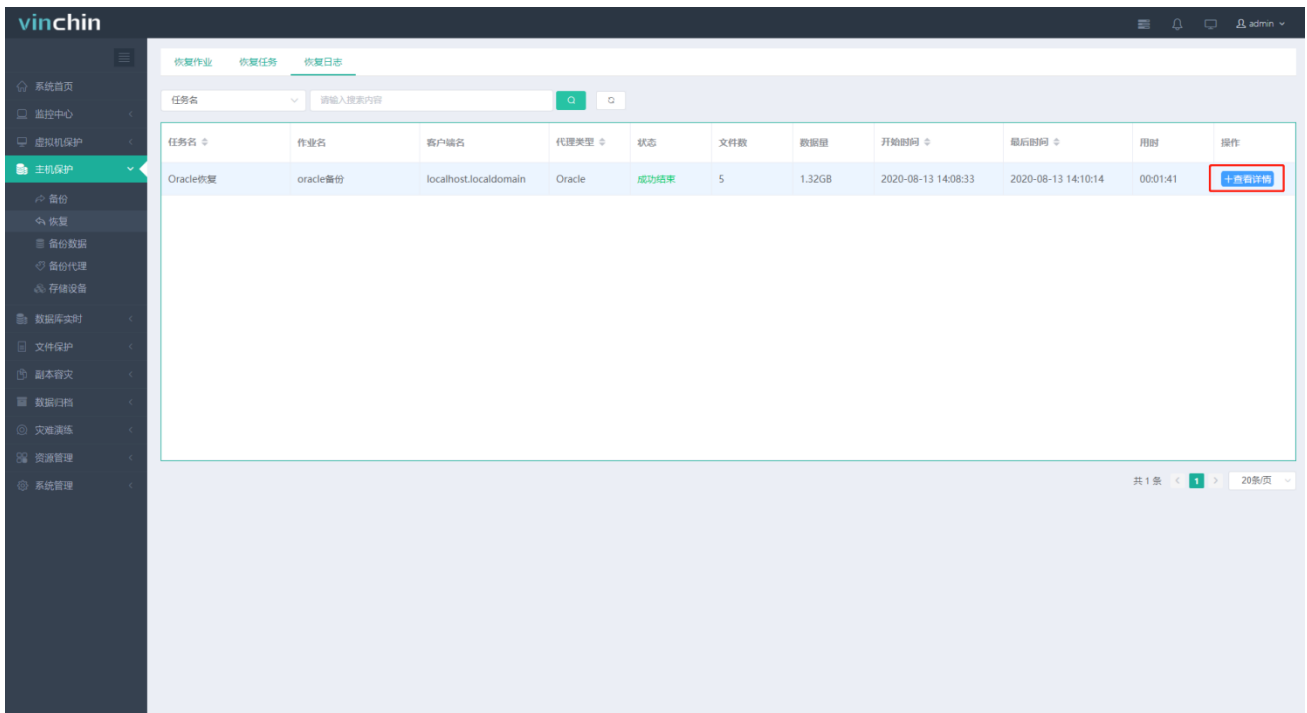 vinchin
admin
系统首页
监控中心
虚拟机保护
主机保护
备份
恢复
备份数据
备份代理
存储设备
数据库实时
文件保护
副本容灾
数据归档
灾难演练
资源管理
系统管理
恢复作业 恢复任务 恢复日志
任务名 请输入搜索内容
任务名 作业名 客户端名 代理类型 状态 文件数 数据量 开始时间 最后时间 用时 操作
Oracle恢复 oracle备份 localhost.localdomain Oracle 成功结束 5 1.32GB 2020-08-13 14:08:33 2020-08-13 14:10:14 00:01:41 +查看详情
共 1 条 1 20条/页